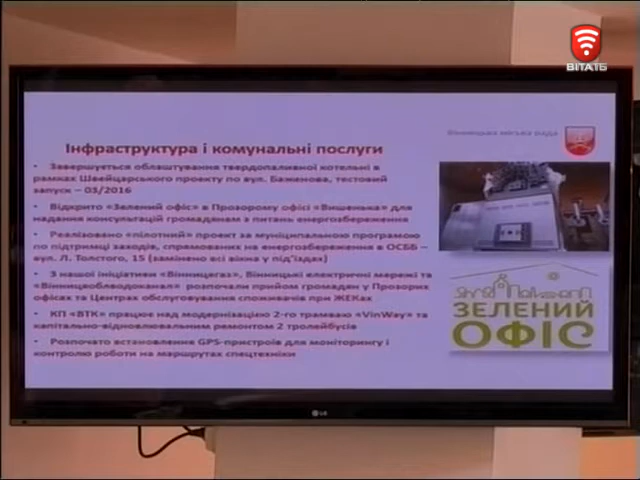 ВІТА ТБ
Вінницька міська рада
Інфраструктура і комунальні послуги
• Завершується облаштування твердопаливної котельні в
рамках Швейцарського проекту по вул. Баженова, тестовий
запуск – 03/2016
• Відкрито «Зелений офіс» в Прозорому офісі «Вишенька» для
надання консультацій громадянам з питань енергозбереження
• Реалізовано «пілотний» проект за муніципальною програмою
по підтримці заходів, спрямованих на енергозбереження в ОСББ –
вул. Л. Толстого, 15 (замінено всі вікна у під'їздах)
• З нашої ініціативи «Вінницягаз», Вінницькі електричні мережі та
«Вінницяоблводоканал» розпочали прийом громадян у Прозорих
офісах та Центрах обслуговування споживачів при ЖЕКах
• КП «ВТК» працює над модернізацією 2-го трамваю «VinWay» та
капітально-відновлювальним ремонтом 2 тролейбусів
• Розпочато встановлення GPS-пристроїв для моніторингу і
контролю роботи на маршрутах спецтехніки
ЗЕЛЕНИЙ
ОФІС
LG